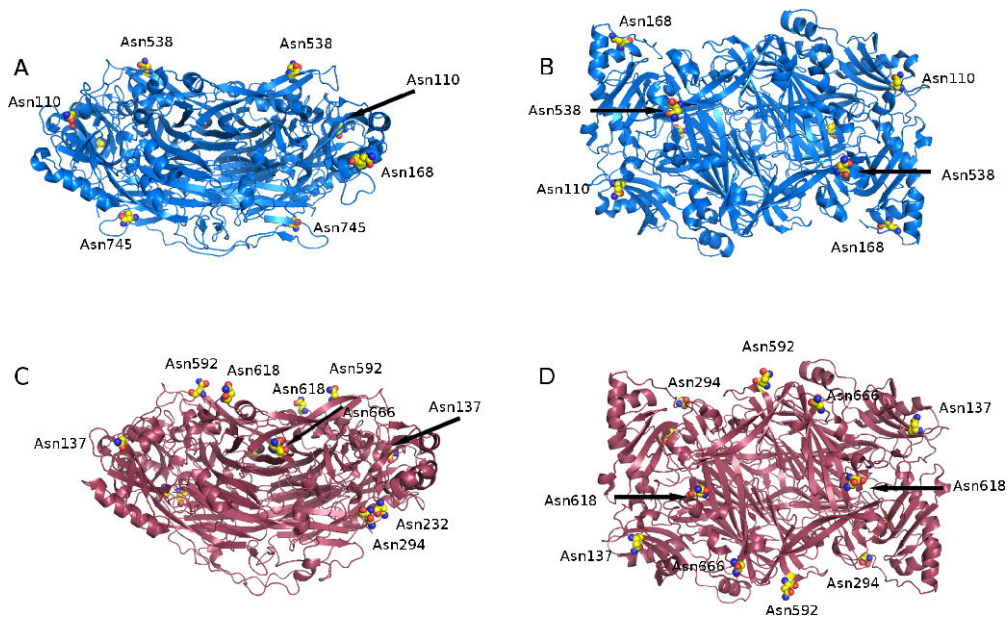 A
Asn538
Asn538
Asn110
Asn110
Asn168
Asn745
Asn745
B
Asn168
Asn110
Asn538
Asn110
Asn538
Asn168
C
Asn592
Asn618
Asn618
Asn592
Asn666
Asn137
Asn137
Asn232
Asn294
D
Asn592
Asn294
Asn666
Asn137
Asn618
Asn618
Asn137
Asn666
Asn294
Asn592